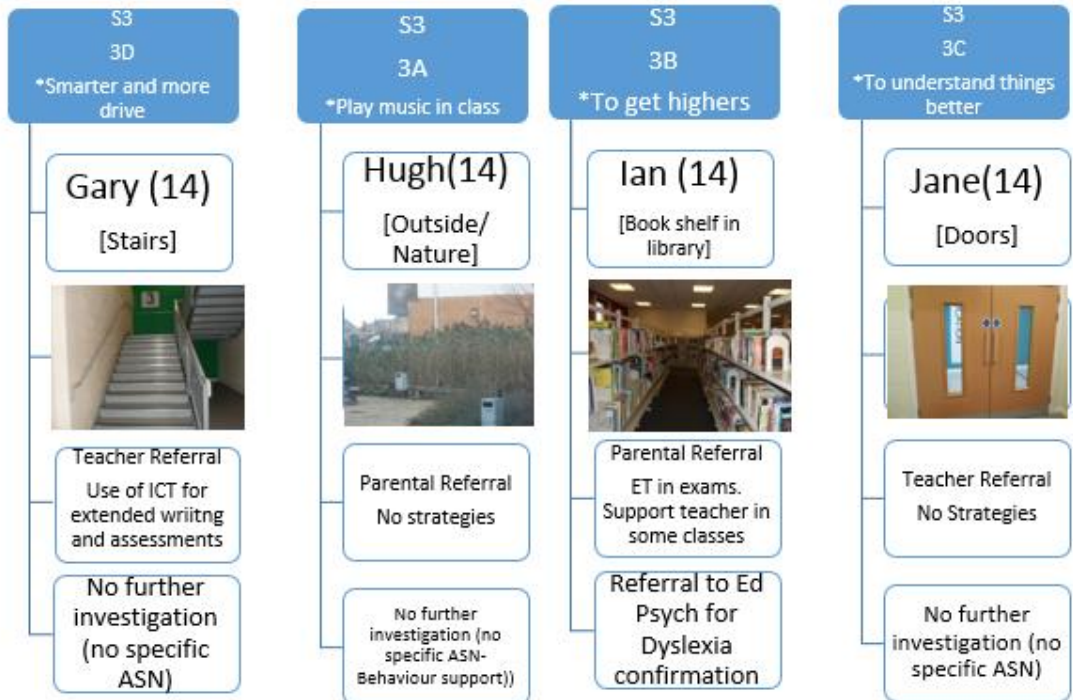 S3
3D
*Smarter and more
drive
Gary (14)
[Stairs]
3
Teacher Referral
Use of ICT for
extended wriitng
and assessments
No further
investigation
(no specific
ASN)
S3
3A
*Play music in class
Hugh(14)
[Outside/
Nature]
Parental Referral
No strategies
No further
investigation (no
specific ASN-
Behaviour support))
S3
3B
*To get highers
Ian (14)
[Book shelf in
library]
Parental Referral
ET in exams.
Support teacher in
some classes
Referral to Ed
Psych for
Dyslexia
confirmation
S3
3C
*To understand things
better
Jane(14)
[Doors]
Teacher Referral
No Strategies
No further
investigation (no
specific ASN)